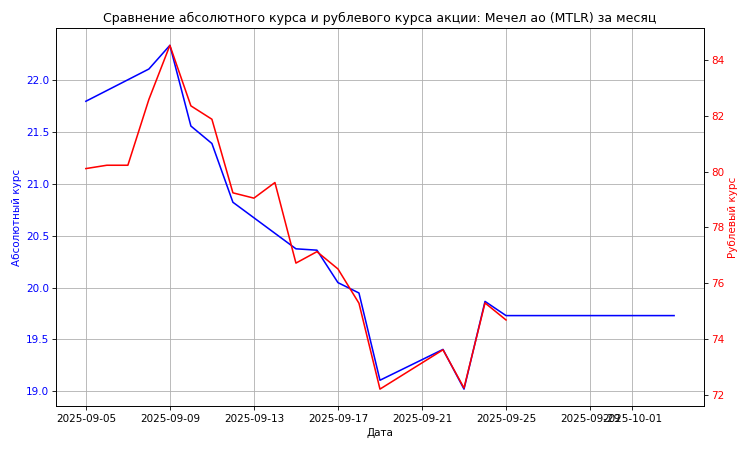 Сравнение абсолютного курса и рублевого курса акции: Мечел ао (MTLR) за месяц
Абсолютный курс
22.0
21.5
21.0
20.5
20.0
19.5
19.0
84
82
80
78
76
74
72
Рублевый курс
2025-09-05 2025-09-09 2025-09-13 2025-09-17 2025-09-21 2025-09-25 2025-09-29 2025-10-01
Дата